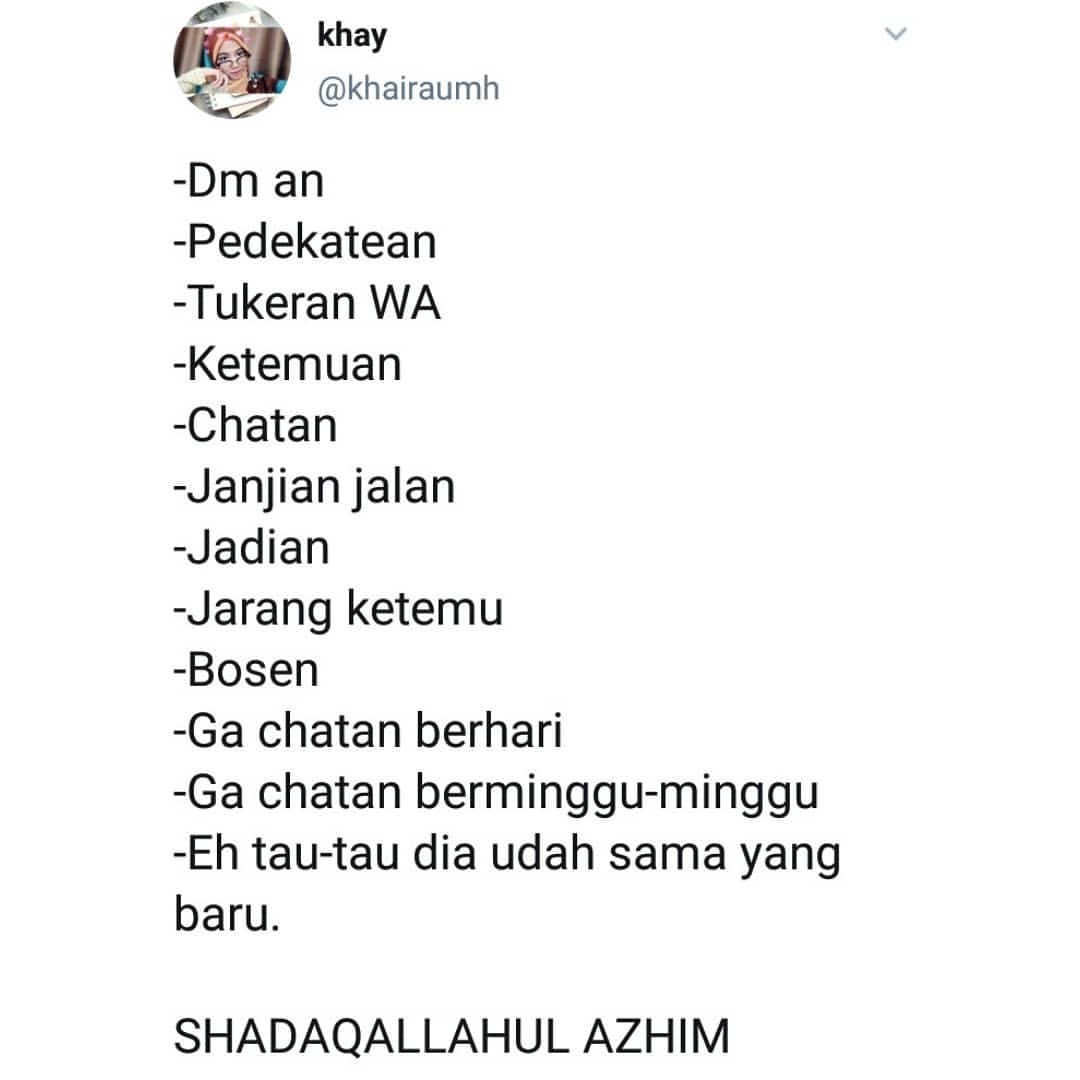 khay
@khairaumh
-Dm an
-Pedekatean
-Tukeran WA
-Ketemuan
-Chatan
-Janjian jalan
-Jadian
-Jarang ketemu
-Bosen
-Ga chatan berhari
-Ga chatan berminggu-minggu
-Eh tau-tau dia udah sama yang
baru.
SHADAQALLAHUL AZHIM